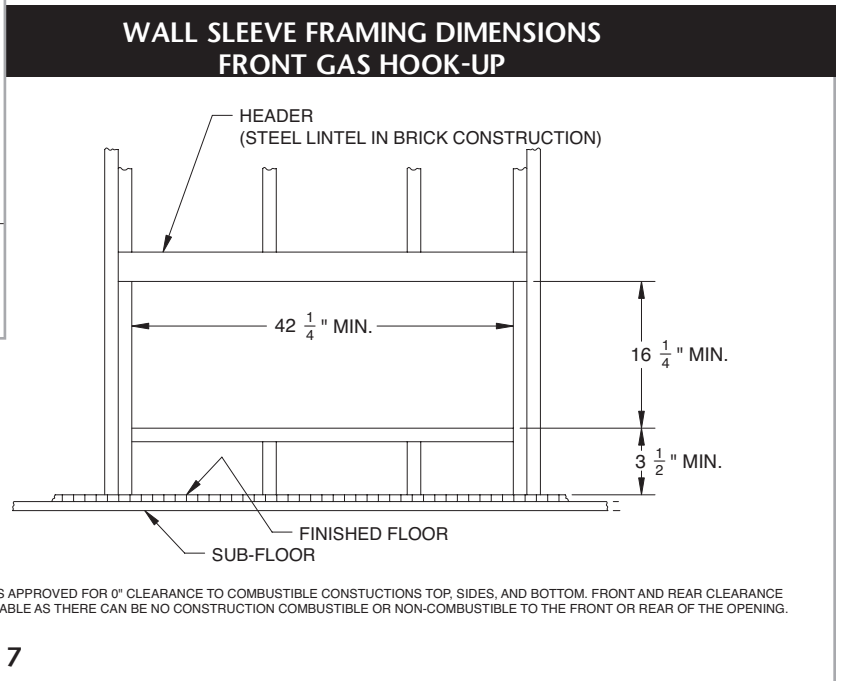 WALL SLEEVE FRAMING DIMENSIONS
FRONT GAS HOOK-UP
HEADER
(STEEL LINTEL IN BRICK CONSTRUCTION)
42 1/4 " MIN.
16 1/4 " MIN.
3 1/2 " MIN.
FINISHED FLOOR
SUB-FLOOR
APPROVED FOR 0" CLEARANCE TO COMBUSTIBLE CONSTUCTIONS TOP, SIDES, AND BOTTOM. FRONT AND REAR CLEARANCE
ABLE AS THERE CAN BE NO CONSTRUCTION COMBUSTIBLE OR NON-COMBUSTIBLE TO THE FRONT OR REAR OF THE OPENING.
7